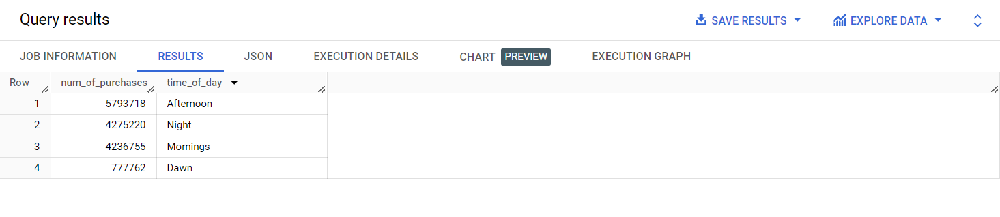 Query results
SAVE RESULTS
EXPLORE DATA
JOB INFORMATION RESULTS JSON EXECUTION DETAILS CHART PREVIEW EXECUTION GRAPH
Row num_of_purchases time_of_day
1 5793718 Afternoon
2 4275220 Night
3 4236755 Mornings
4 777762 Dawn